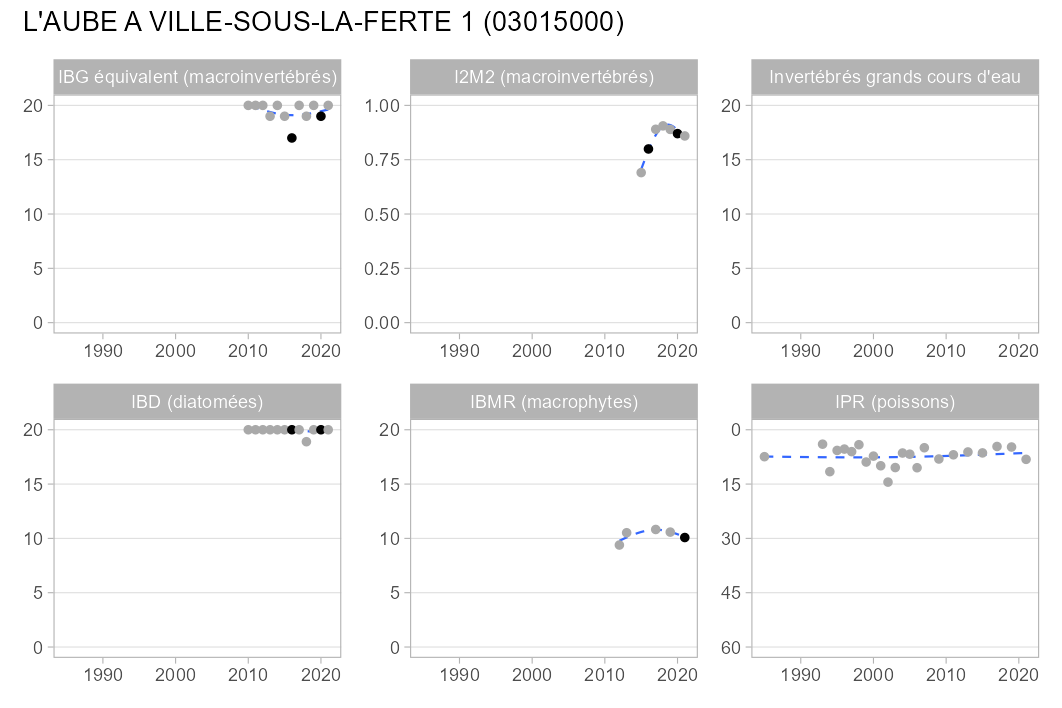 L'AUBE A VILLE-SOUS-LA-FERTE 1 (03015000)
IBG équivalent (macroinvertébrés)
I2M2 (macroinvertébrés)
Invertébrés grands cours d'eau
20
15
10
5
0
1990 2000 2010 2020
1.00
0.75
0.50
0.25
0.00
1990 2000 2010 2020
20
15
10
5
0
1990 2000 2010 2020
IBD (diatomées)
IBMR (macrophytes)
IPR (poissons)
20
15
10
5
0
1990 2000 2010 2020
20
15
10
5
0
1990 2000 2010 2020
0
15
30
45
60
1990 2000 2010 2020